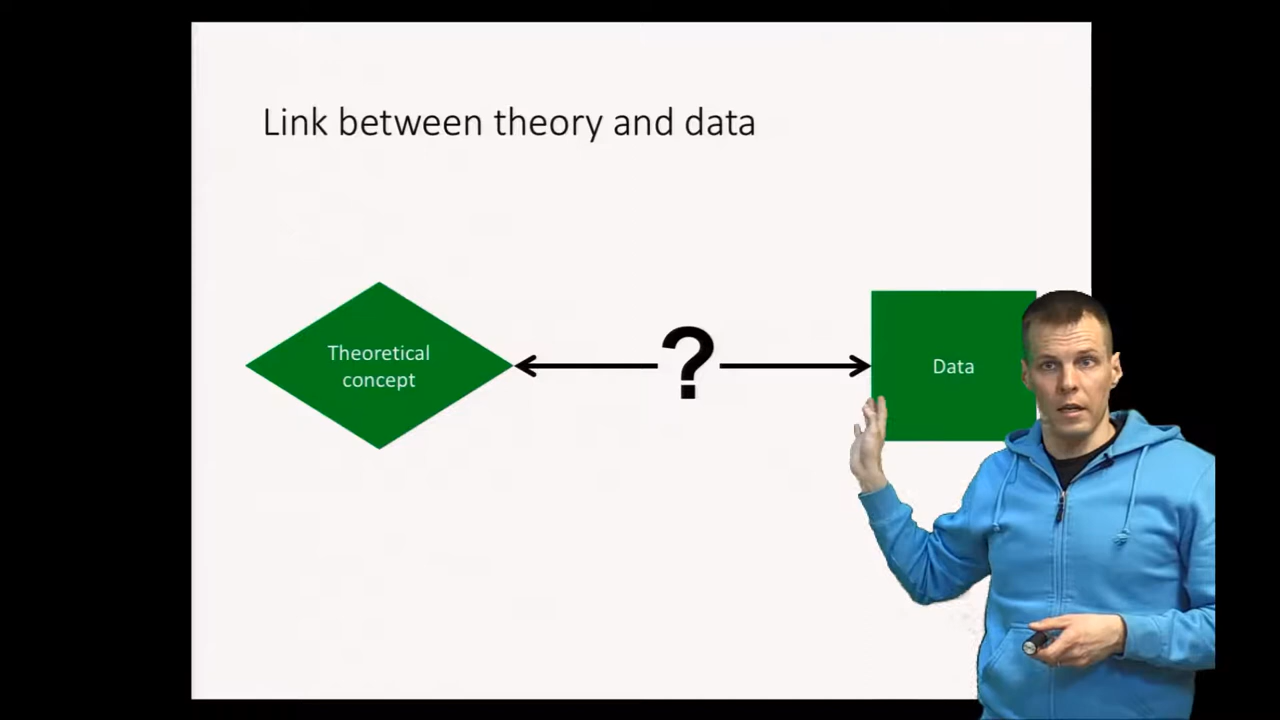 Link between theory and data
Theoretical
concept
?
Data